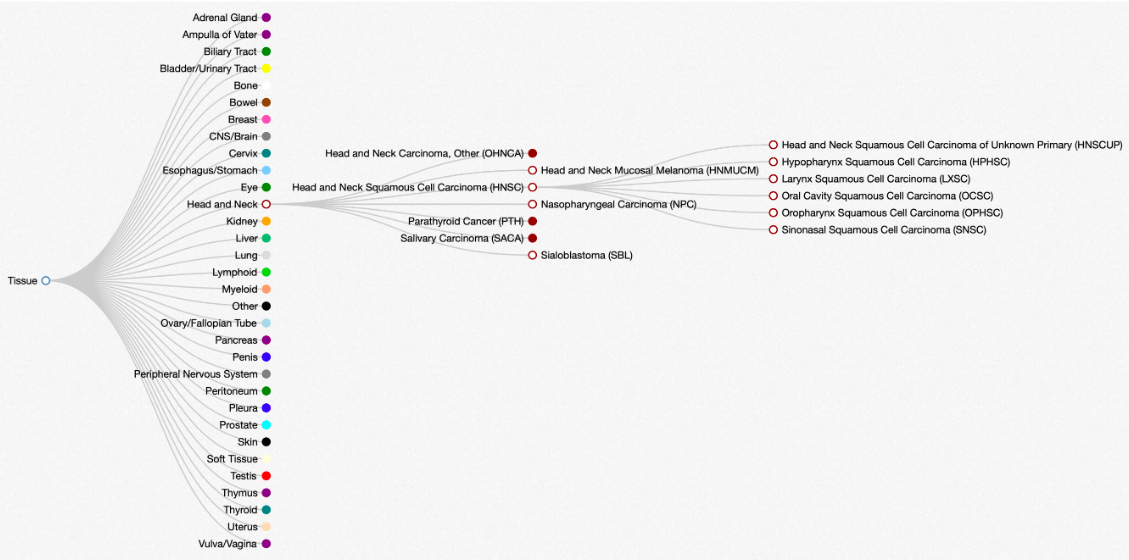 Adrenal Gland
Ampulla of Vater
Biliary Tract
Bladder/Urinary Tract
Bone
Bowel
Breast
CNS/Brain
Cervix
Esophagus/Stomach
Eye
Head and Neck
Kidney
Liver
Lung
Lymphoid
Myeloid
Other
Ovary/Fallopian Tube
Pancreas
Penis
Peripheral Nervous System
Peritoneum
Pleura
Prostate
Skin
Soft Tissue
Testis
Thymus
Thyroid
Uterus
Vulva/Vagina
Tissue
Head and Neck Carcinoma, Other (OHNCA)
Head and Neck Mucosal Melanoma (HNMUCM)
Head and Neck Squamous Cell Carcinoma (HNSC)
Nasopharyngeal Carcinoma (NPC)
Parathyroid Cancer (PTH)
Salivary Carcinoma (SACA)
Sialoblastoma (SBL)
Head and Neck Squamous Cell Carcinoma of Unknown Primary (HNSCUP)
Hypopharynx Squamous Cell Carcinoma (HPHSC)
Larynx Squamous Cell Carcinoma (LXSC)
Oral Cavity Squamous Cell Carcinoma (OCSC)
Oropharynx Squamous Cell Carcinoma (OPHSC)
Sinonasal Squamous Cell Carcinoma (SNSC)